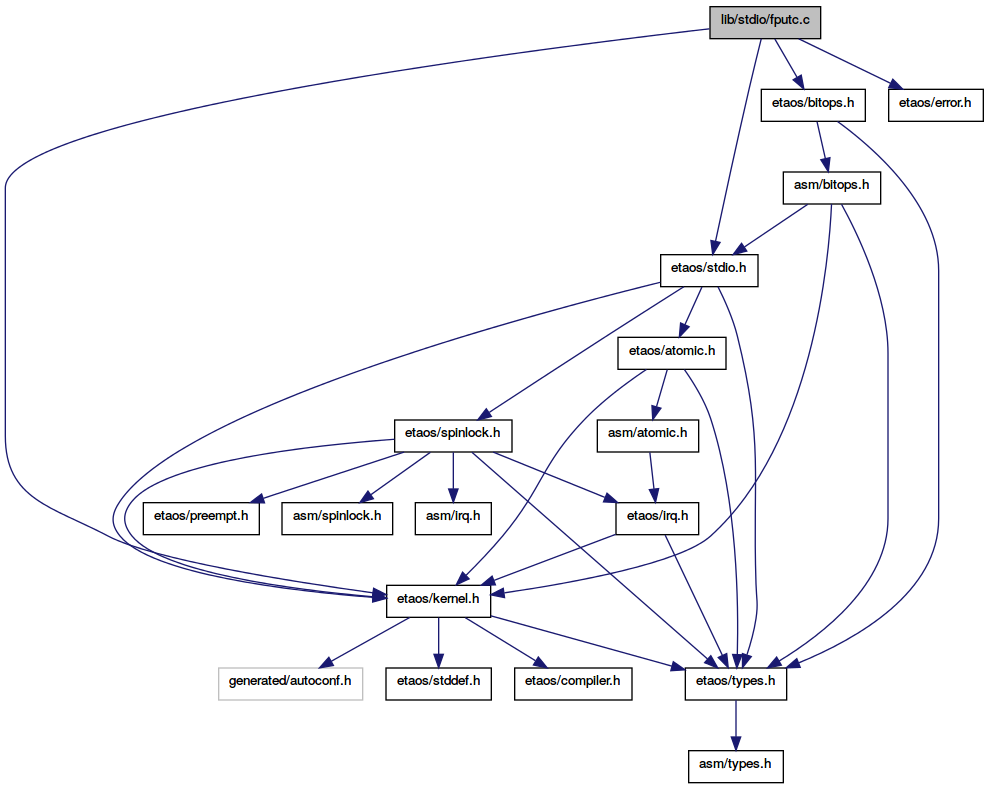 lib/stdio/fputc.c
etaos/bitops.h
etaos/error.h
asm/bitops.h
etaos/stdio.h
etaos/atomic.h
etaos/spinlock.h
asm/atomic.h
etaos/preempt.h
asm/spinlock.h
asm/irq.h
etaos/irq.h
etaos/kernel.h
generated/autoconf.h
etaos/stddef.h
etaos/compiler.h
etaos/types.h
asm/types.h